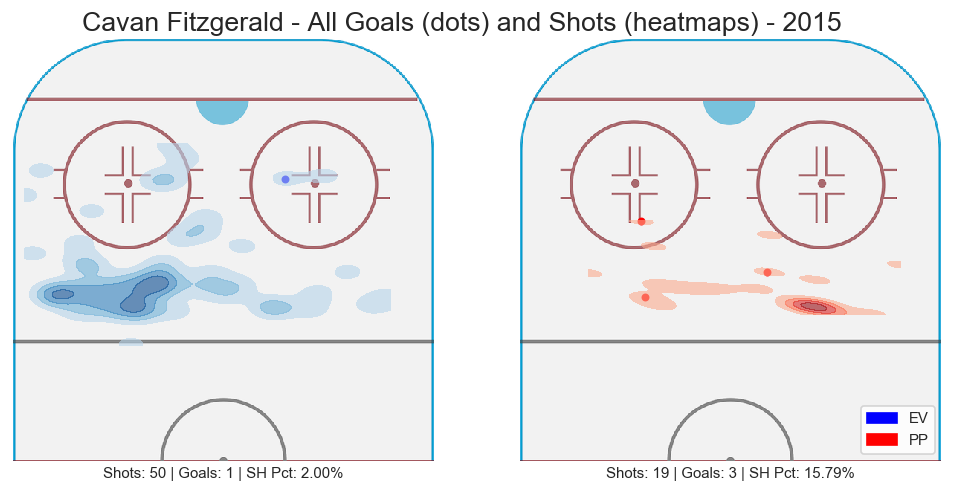 Cavan Fitzgerald - All Goals (dots) and Shots (heatmaps) - 2015
EV
PP
Shots: 50 | Goals: 1 | SH Pct: 2.00%
Shots: 19 | Goals: 3 | SH Pct: 15.79%